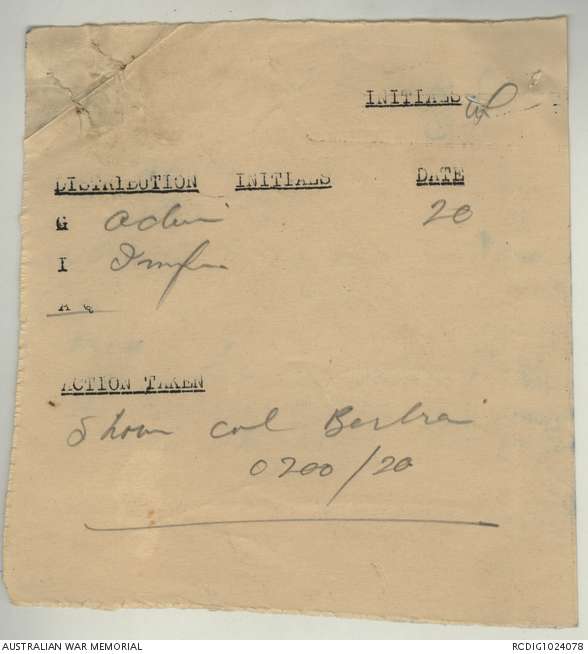 INITIALS
DISTRIBUTION INITIALS DATE
G 20
I
A Q
ACTION TAKEN
Shown Col
0200/20
AUSTRALIAN WAR MEMORIAL RCDIG1024078